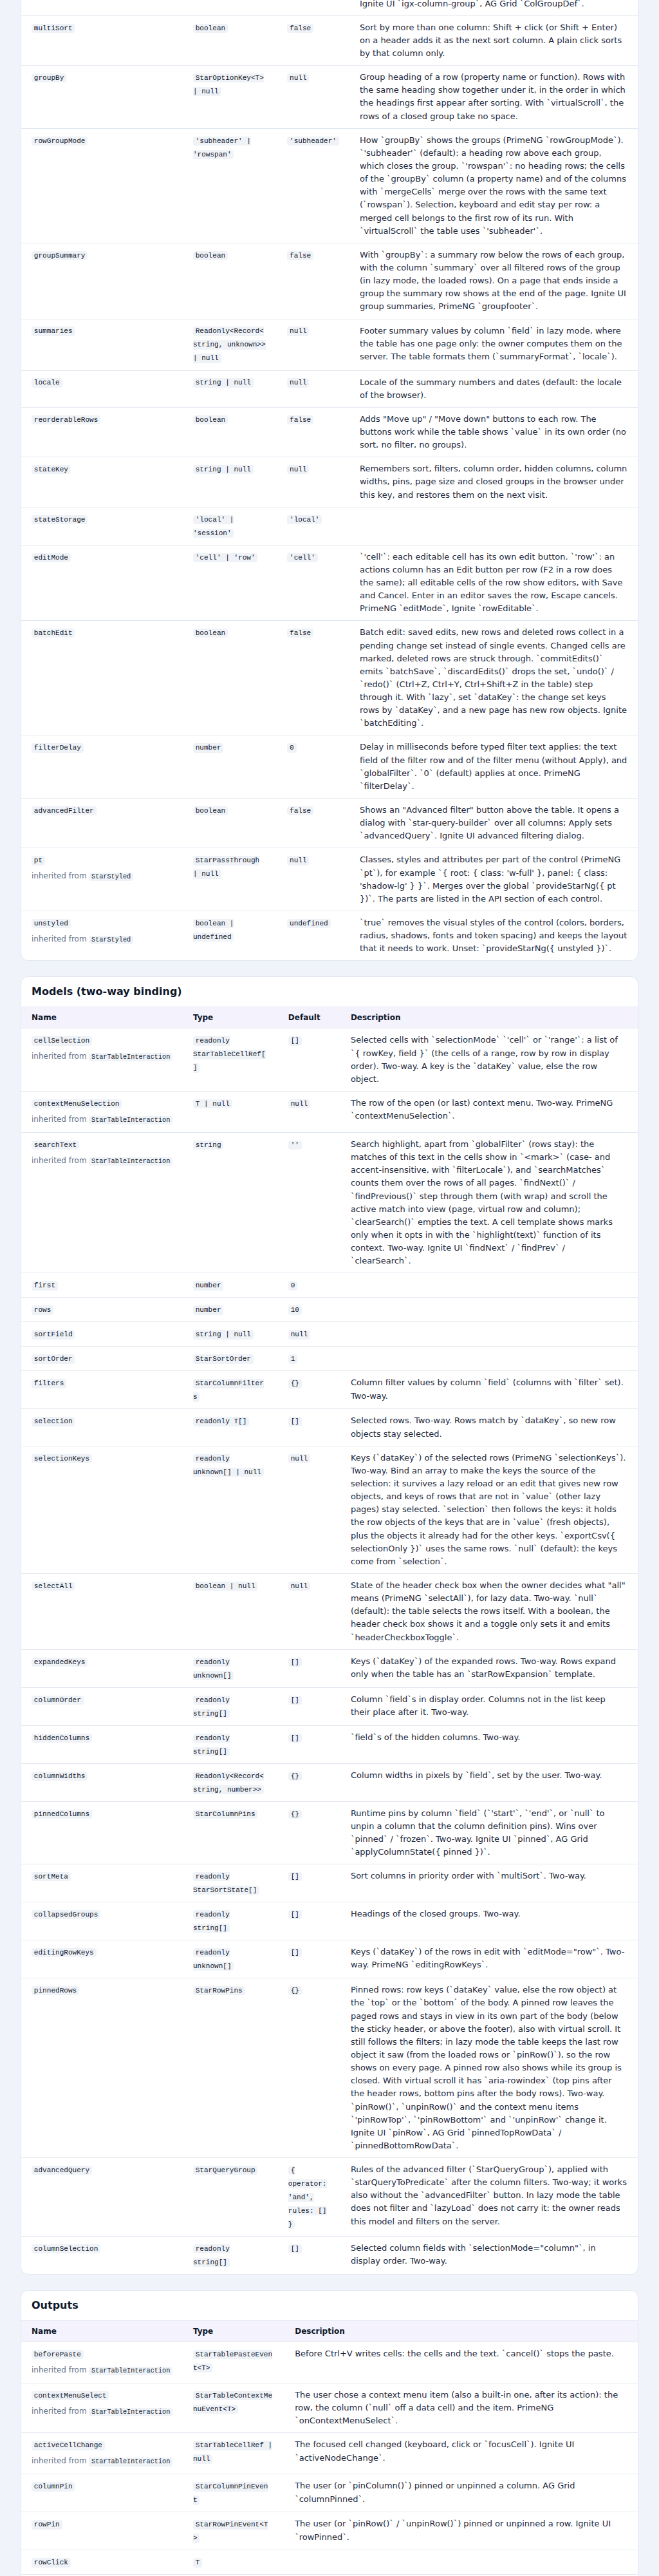 Ignite UI `igx-column-group`, AG Grid `ColGroupDef`.
multiSort boolean false Sort by more than one column: Shift + click (or Shift + Enter)
on a header adds it as the next sort column. A plain click sorts
by that column only.
groupBy StarOptionKey<T> null Group heading of a row (property name or function). Rows with
| null the same heading show together under it, in the order in which
the headings first appear after sorting. With `virtualScroll`, the
rows of a closed group take no space.
rowGroupMode 'subheader' | 'subheader' How `groupBy` shows the groups (PrimeNG `rowGroupMode`).
'rowspan' `'subheader'` (default): a heading row above each group,
which closes the group. `'rowspan'`: no heading rows; the cells
of the `groupBy` column (a property name) and of the columns
with `mergeCells` merge over the rows with the same text
(`rowspan`). Selection, keyboard and edit stay per row: a
merged cell belongs to the first row of its run. With
`virtualScroll` the table uses `'subheader'`.
groupSummary boolean false With `groupBy`: a summary row below the rows of each group,
with the column `summary` over all filtered rows of the group
(in lazy mode, the loaded rows). On a page that ends inside a
group the summary row shows at the end of the page. Ignite UI
group summaries, PrimeNG `groupfooter`.
summaries Readonly<Record< null Footer summary values by column `field` in lazy mode, where
string, unknown>> the table has one page only: the owner computes them on the
| null server. The table formats them (`summaryFormat`, `locale`).
locale string | null null Locale of the summary numbers and dates (default: the locale
of the browser).
reorderableRows boolean false Adds "Move up" / "Move down" buttons to each row. The
buttons work while the table shows `value` in its own order (no
sort, no filter, no groups).
stateKey string | null null Remembers sort, filters, column order, hidden columns, column
widths, pins, page size and closed groups in the browser under
this key, and restores them on the next visit.
stateStorage 'local' | 'local'
'session'
editMode 'cell' | 'row' 'cell' `'cell'`: each editable cell has its own edit button. `'row'`: an
actions column has an Edit button per row (F2 in a row does
the same); all editable cells of the row show editors, with Save
and Cancel. Enter in an editor saves the row, Escape cancels.
PrimeNG `editMode`, Ignite `rowEditable`.
batchEdit boolean false Batch edit: saved edits, new rows and deleted rows collect in a
pending change set instead of single events. Changed cells are
marked, deleted rows are struck through. `commitEdits()`
emits `batchSave`, `discardEdits()` drops the set, `undo()` /
`redo()` (Ctrl+Z, Ctrl+Y, Ctrl+Shift+Z in the table) step
through it. With `lazy`, set `dataKey`: the change set keys
rows by `dataKey`, and a new page has new row objects. Ignite
`batchEditing`.
filterDelay number 0 Delay in milliseconds before typed filter text applies: the text
field of the filter row and of the filter menu (without Apply), and
`globalFilter`. `0` (default) applies at once. PrimeNG
`filterDelay`.
advancedFilter boolean false Shows an "Advanced filter" button above the table. It opens a
dialog with `star-query-builder` over all columns; Apply sets
`advancedQuery`. Ignite UI advanced filtering dialog.
pt StarPassThrough null Classes, styles and attributes per part of the control (PrimeNG
inherited from StarStyled | null `pt`), for example `{ root: { class: 'w-full' }, panel: { class:
'shadow-lg' } }`. Merges over the global `provideStarNg({ pt
})`. The parts are listed in the API section of each control.
unstyled boolean | undefined `true` removes the visual styles of the control (colors, borders,
inherited from StarStyled undefined radius, shadows, fonts and token spacing) and keeps the layout
that it needs to work. Unset: `provideStarNg({ unstyled })`.
Models (two-way binding)
Name Type Default Description
cellSelection readonly [] Selected cells with `selectionMode` `'cell'` or `'range'`: a list of
inherited from StarTableInteraction StarTableCellRef[ `{ rowKey, field }` (the cells of a range, row by row in display
] order). Two-way. A key is the `dataKey` value, else the row
object.
contextMenuSelection T | null null The row of the open (or last) context menu. Two-way. PrimeNG
inherited from StarTableInteraction `contextMenuSelection`.
searchText string '' Search highlight, apart from `globalFilter` (rows stay): the
inherited from StarTableInteraction matches of this text in the cells show in `<mark>` (case- and
accent-insensitive, with `filterLocale`), and `searchMatches`
counts them over the rows of all pages. `findNext()` /
`findPrevious()` step through them (with wrap) and scroll the
active match into view (page, virtual row and column);
`clearSearch()` empties the text. A cell template shows marks
only when it opts in with the `highlight(text)` function of its
context. Two-way. Ignite UI `findNext` / `findPrev` /
`clearSearch`.
first number 0
rows number 10
sortField string | null null
sortOrder StarSortOrder 1
filters StarColumnFilter {} Column filter values by column `field` (columns with `filter` set).
s Two-way.
selection readonly T[] [] Selected rows. Two-way. Rows match by `dataKey`, so new row
objects stay selected.
selectionKeys readonly null Keys (`dataKey`) of the selected rows (PrimeNG `selectionKeys`).
unknown[] | null Two-way. Bind an array to make the keys the source of the
selection: it survives a lazy reload or an edit that gives new row
objects, and keys of rows that are not in `value` (other lazy
pages) stay selected. `selection` then follows the keys: it holds
the row objects of the keys that are in `value` (fresh objects),
plus the objects it already had for the other keys. `exportCsv({
selectionOnly })` uses the same rows. `null` (default): the keys
come from `selection`.
selectAll boolean | null null State of the header check box when the owner decides what "all"
means (PrimeNG `selectAll`), for lazy data. Two-way. `null`
(default): the table selects the rows itself. With a boolean, the
header check box shows it and a toggle only sets it and emits
`headerCheckboxToggle`.
expandedKeys readonly [] Keys (`dataKey`) of the expanded rows. Two-way. Rows expand
unknown[] only when the table has an `starRowExpansion` template.
columnOrder readonly [] Column `field`s in display order. Columns not in the list keep
string[] their place after it. Two-way.
hiddenColumns readonly [] `field`s of the hidden columns. Two-way.
string[]
columnWidths Readonly<Record< {} Column widths in pixels by `field`, set by the user. Two-way.
string, number>>
pinnedColumns StarColumnPins {} Runtime pins by column `field` (`'start'`, `'end'`, or `null` to
unpin a column that the column definition pins). Wins over
`pinned` / `frozen`. Two-way. Ignite UI `pinned`, AG Grid
`applyColumnState({ pinned })`.
sortMeta readonly [] Sort columns in priority order with `multiSort`. Two-way.
StarSortState[]
collapsedGroups readonly [] Headings of the closed groups. Two-way.
string[]
editingRowKeys readonly [] Keys (`dataKey`) of the rows in edit with `editMode="row"`. Two-
unknown[] way. PrimeNG `editingRowKeys`.
pinnedRows StarRowPins {} Pinned rows: row keys (`dataKey` value, else the row object) at
the `top` or the `bottom` of the body. A pinned row leaves the
paged rows and stays in view in its own part of the body (below
the sticky header, or above the footer), also with virtual scroll. It
still follows the filters; in lazy mode the table keeps the last row
object it saw (from the loaded rows or `pinRow()`), so the row
shows on every page. A pinned row also shows while its group is
closed. With virtual scroll it has `aria-rowindex` (top pins after
the header rows, bottom pins after the body rows). Two-way.
`pinRow()`, `unpinRow()` and the context menu items
`'pinRowTop'`, `'pinRowBottom'` and `'unpinRow'` change it.
Ignite UI `pinRow`, AG Grid `pinnedTopRowData` /
`pinnedBottomRowData`.
advancedQuery StarQueryGroup { Rules of the advanced filter (`StarQueryGroup`), applied with
operator: `starQueryToPredicate` after the column filters. Two-way; it works
'and', also without the `advancedFilter` button. In lazy mode the table
rules: [] does not filter and `lazyLoad` does not carry it: the owner reads
} this model and filters on the server.
columnSelection readonly [] Selected column fields with `selectionMode="column"`, in
string[] display order. Two-way.
Outputs
Name Type Description
beforePaste StarTablePasteEven Before Ctrl+V writes cells: the cells and the text. `cancel()` stops the paste.
inherited from StarTableInteraction t<T>
contextMenuSelect StarTableContextMe The user chose a context menu item (also a built-in one, after its action): the
inherited from StarTableInteraction nuEvent<T> row, the column (`null` off a data cell) and the item. PrimeNG
`onContextMenuSelect`.
activeCellChange StarTableCellRef | The focused cell changed (keyboard, click or `focusCell`). Ignite UI
inherited from StarTableInteraction null `activeNodeChange`.
columnPin StarColumnPinEven The user (or `pinColumn()`) pinned or unpinned a column. AG Grid
t `columnPinned`.
rowPin StarRowPinEvent<T The user (or `pinRow()` / `unpinRow()`) pinned or unpinned a row. Ignite UI
> `rowPinned`.
rowClick T